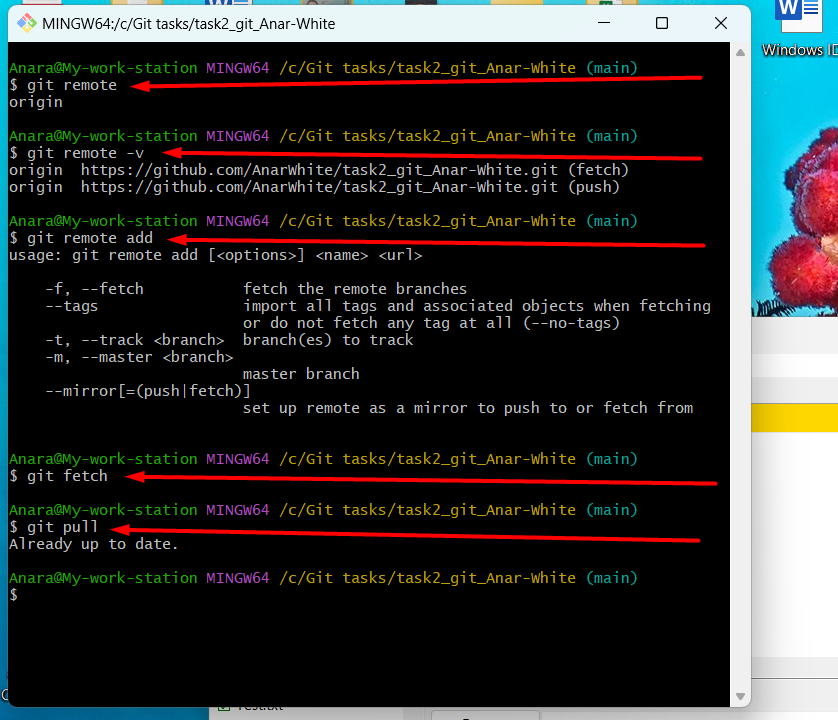 MINGW64:/c/Git tasks/task2_git_Anar-White
Windows
Anara@My-work-station MINGW64 /c/Git tasks/task2_git_Anar-White (main)
$ git remote
origin
Anara@My-work-station MINGW64 /c/Git tasks/task2_git_Anar-White (main)
$ git remote -v
origin  https://github.com/AnarWhite/task2_git_Anar-White.git (fetch)
origin  https://github.com/AnarWhite/task2_git_Anar-White.git (push)
Anara@My-work-station MINGW64 /c/Git tasks/task2_git_Anar-White (main)
$ git remote add
usage: git remote add [<options>] <name> <url>
    -f, --fetch           fetch the remote branches
    --tags                import all tags and associated objects when fetching
                          or do not fetch any tag at all (--no-tags)
    -t, --track <branch>  branch(es) to track
    -m, --master <branch>
                          master branch
    --mirror[=(push|fetch)]
                          set up remote as a mirror to push to or fetch from
Anara@My-work-station MINGW64 /c/Git tasks/task2_git_Anar-White (main)
$ git fetch
Anara@My-work-station MINGW64 /c/Git tasks/task2_git_Anar-White (main)
$ git pull
Already up to date.
Anara@My-work-station MINGW64 /c/Git tasks/task2_git_Anar-White (main)
$